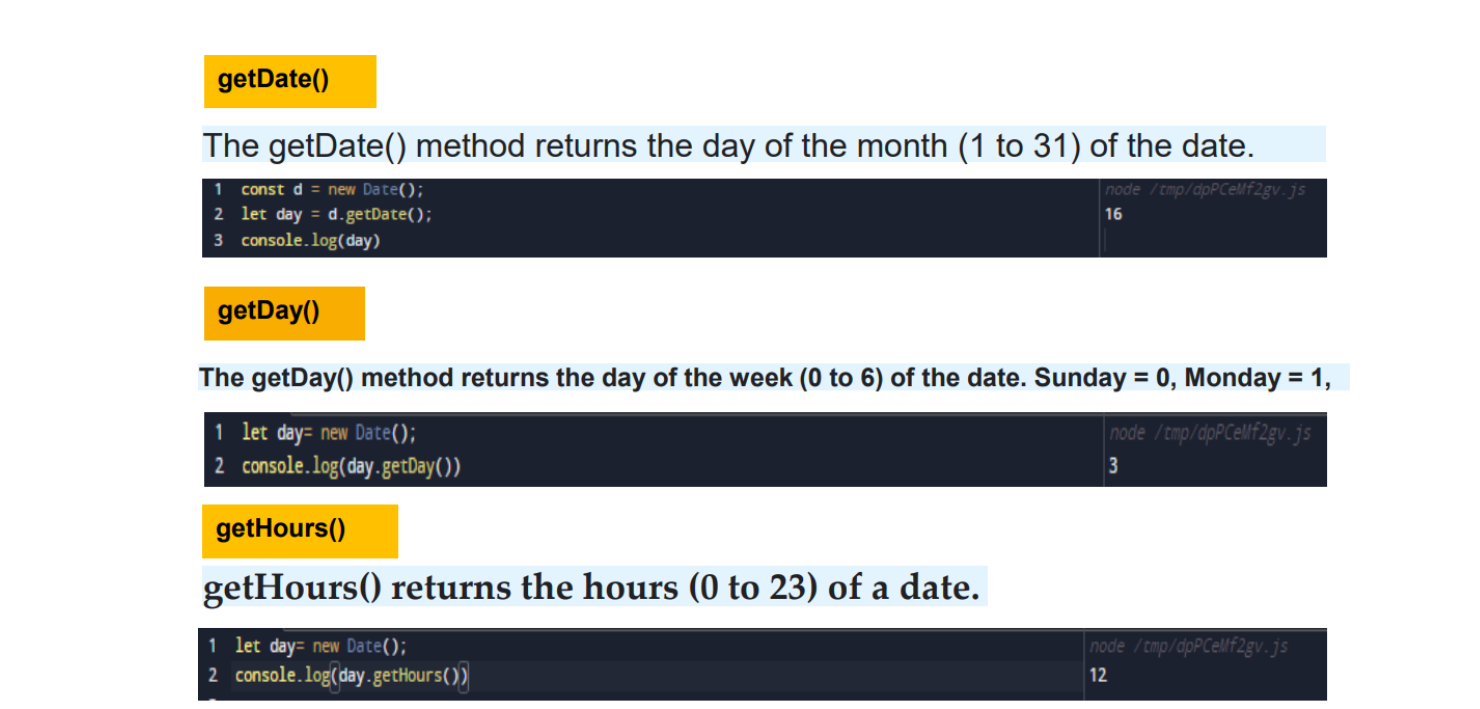 getDate()
The getDate() method returns the day of the month (1 to 31) of the date.
1 const d = new Date(); node /tmp/dpPCeMf2gv.js
2 let day = d.getDate(); 16
3 console.log(day)
getDay()
The getDay() method returns the day of the week (0 to 6) of the date. Sunday = 0, Monday = 1,
1 let day= new Date(); node /tmp/dpPCeMf2gv.js
2 console.log(day.getDay()) 3
getHours()
getHours() returns the hours (0 to 23) of a date.
1 let day= new Date(); node /tmp/dpPCeMf2gv.js
2 console.log(day.getHours()) 12